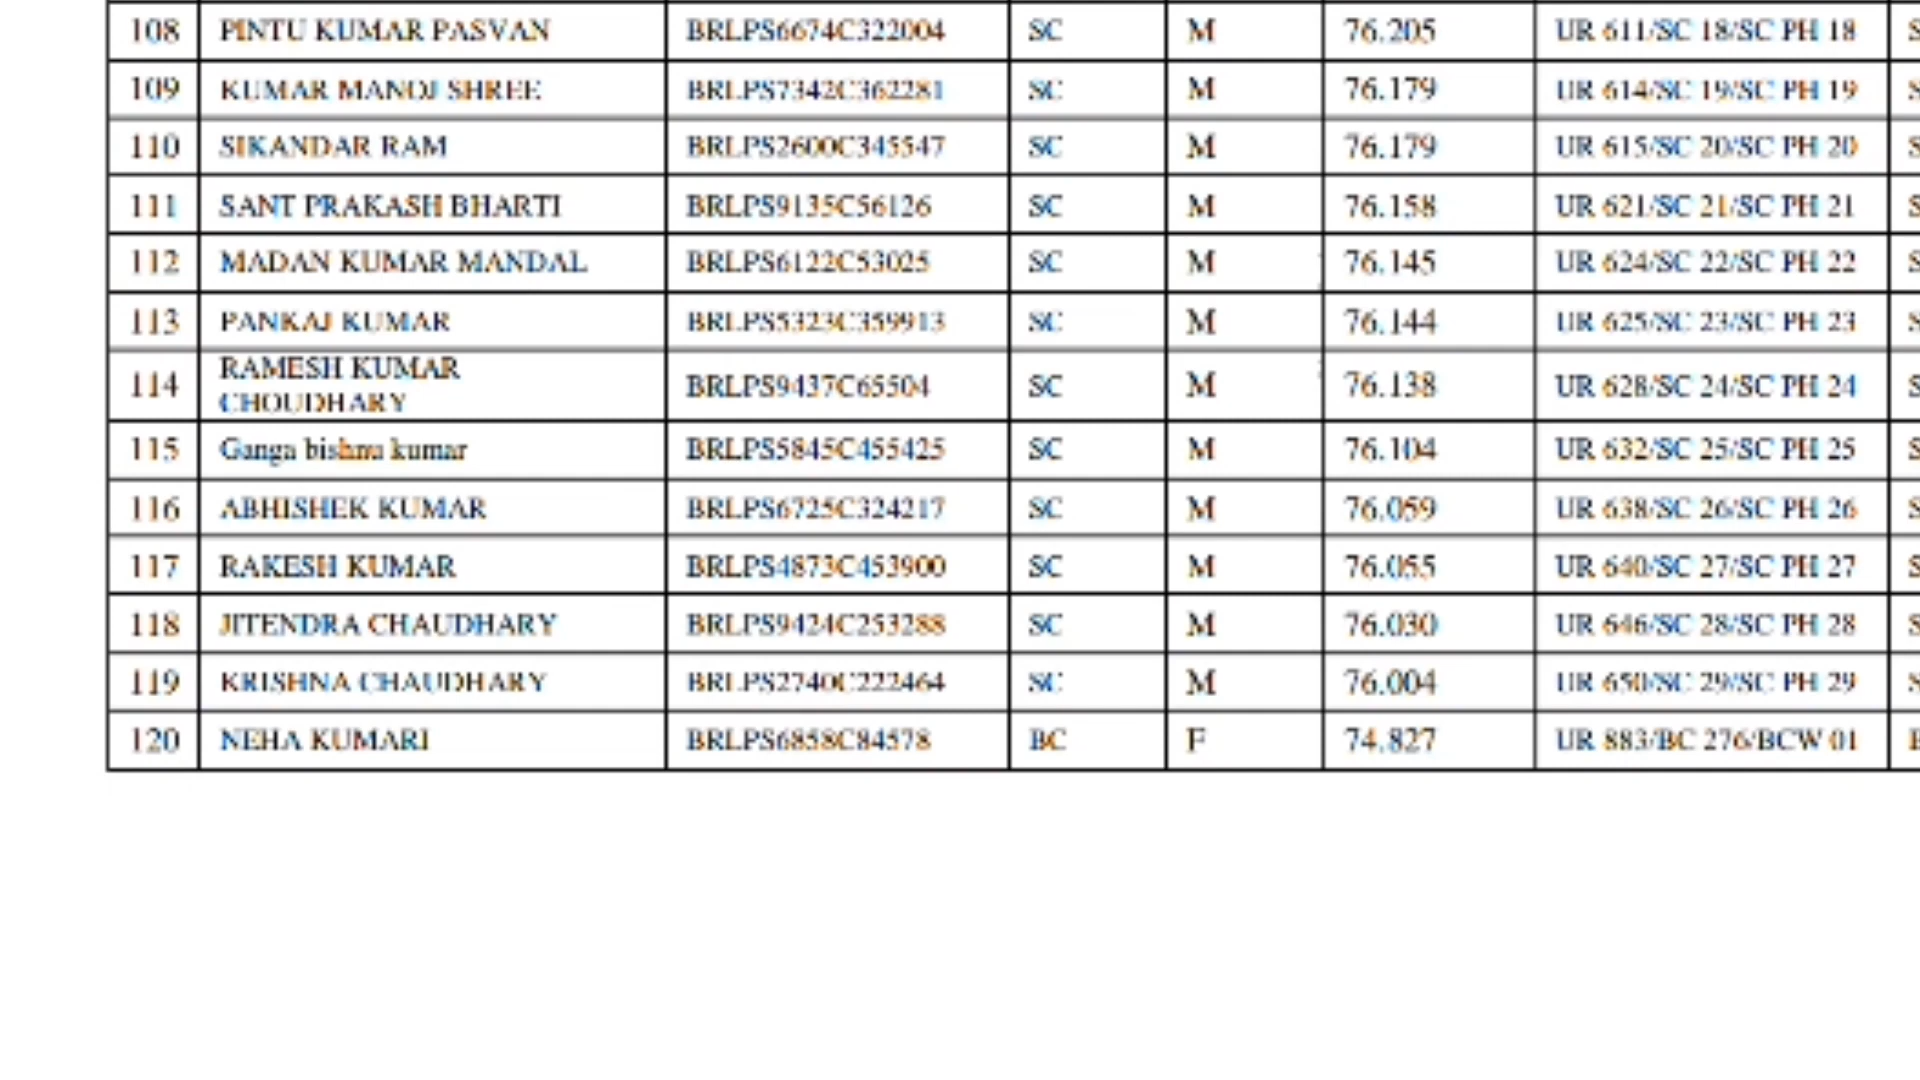 108 PINTU KUMAR PASVAN BRLPS6674C322004 SC M 76.205 UR 611/SC 18/SC PH 18 S
109 KUMAR MANOJ SHREE BRLPS7342C362281 SC M 76.179 UR 614/SC 19/SC PH 19 S
110 SIKANDAR RAM BRLPS2600C345547 SC M 76.179 UR 615/SC 20/SC PH 20 S
111 SANT PRAKASH BHARTI BRLPS9135C56126 SC M 76.158 UR 621/SC 21/SC PH 21 S
112 MADAN KUMAR MANDAL BRLPS6122C53025 SC M 76.145 UR 624/SC 22/SC PH 22 S
113 PANKAJ KUMAR BRLPS5323C359913 SC M 76.144 UR 625/SC 23/SC PH 23 S
114 RAMESH KUMAR
CHOUDHARY BRLPS9437C65504 SC M 76.138 UR 628/SC 24/SC PH 24 S
115 Ganga bishnu kumar BRLPS5845C455425 SC M 76.104 UR 632/SC 25/SC PH 25 S
116 ABHISHEK KUMAR BRLPS6725C324217 SC M 76.059 UR 638/SC 26/SC PH 26 S
117 RAKESH KUMAR BRLPS4873C453900 SC M 76.055 UR 640/SC 27/SC PH 27 S
118 JITENDRA CHAUDHARY BRLPS9424C253288 SC M 76.030 UR 646/SC 28/SC PH 28 S
119 KRISHNA CHAUDHARY BRLPS2740C222464 SC M 76.004 UR 650/SC 29/SC PH 29 S
120 NEHA KUMARI BRLPS6858C84578 BC F 74.827 UR 883/BC 276/BCW 01